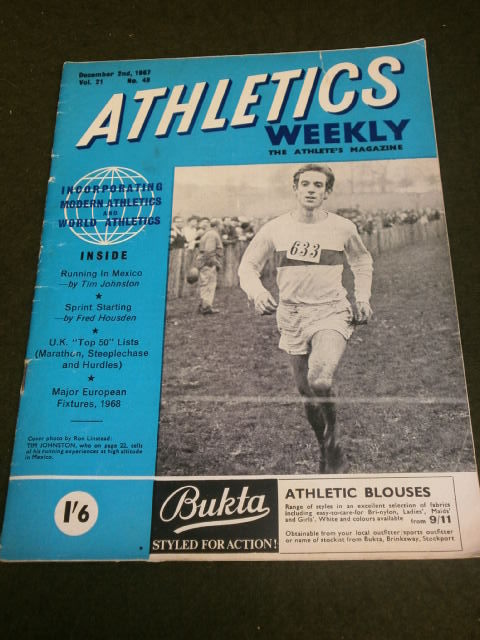 December 2nd, 1967
Vol. 21 No. 48
ATHLETICS
WEEKLY
THE ATHLETE'S MAGAZINE
INCORPORATING
MODERN ATHLETICS
AND
WORLD ATHLETICS
INSIDE
Running in Mexico
—by Tim Johnston
★
Sprint Starting
—by Fred Housden
★
U.K. "Top 50" Lists
(Marathon, Steeplechase
and Hurdles)
★
Major European
Fixtures, 1968
Cover photo by Ron Linstead:
TIM JOHNSTON, who on page 22, tells
of his running experiences at high altitude
in Mexico.
633
1'6
Bukta
STYLED FOR ACTION!
ATHLETIC BLOUSES
Range of styles in an excellent selection of fabrics
including easy-to-care for Bri-nylon, Ladies', Maids'
and Girls'. White and colours available from 9/11
Obtainable from your local outfitter/sports outfitter
or name of stockist from Bukta, Brinksway, Stockport